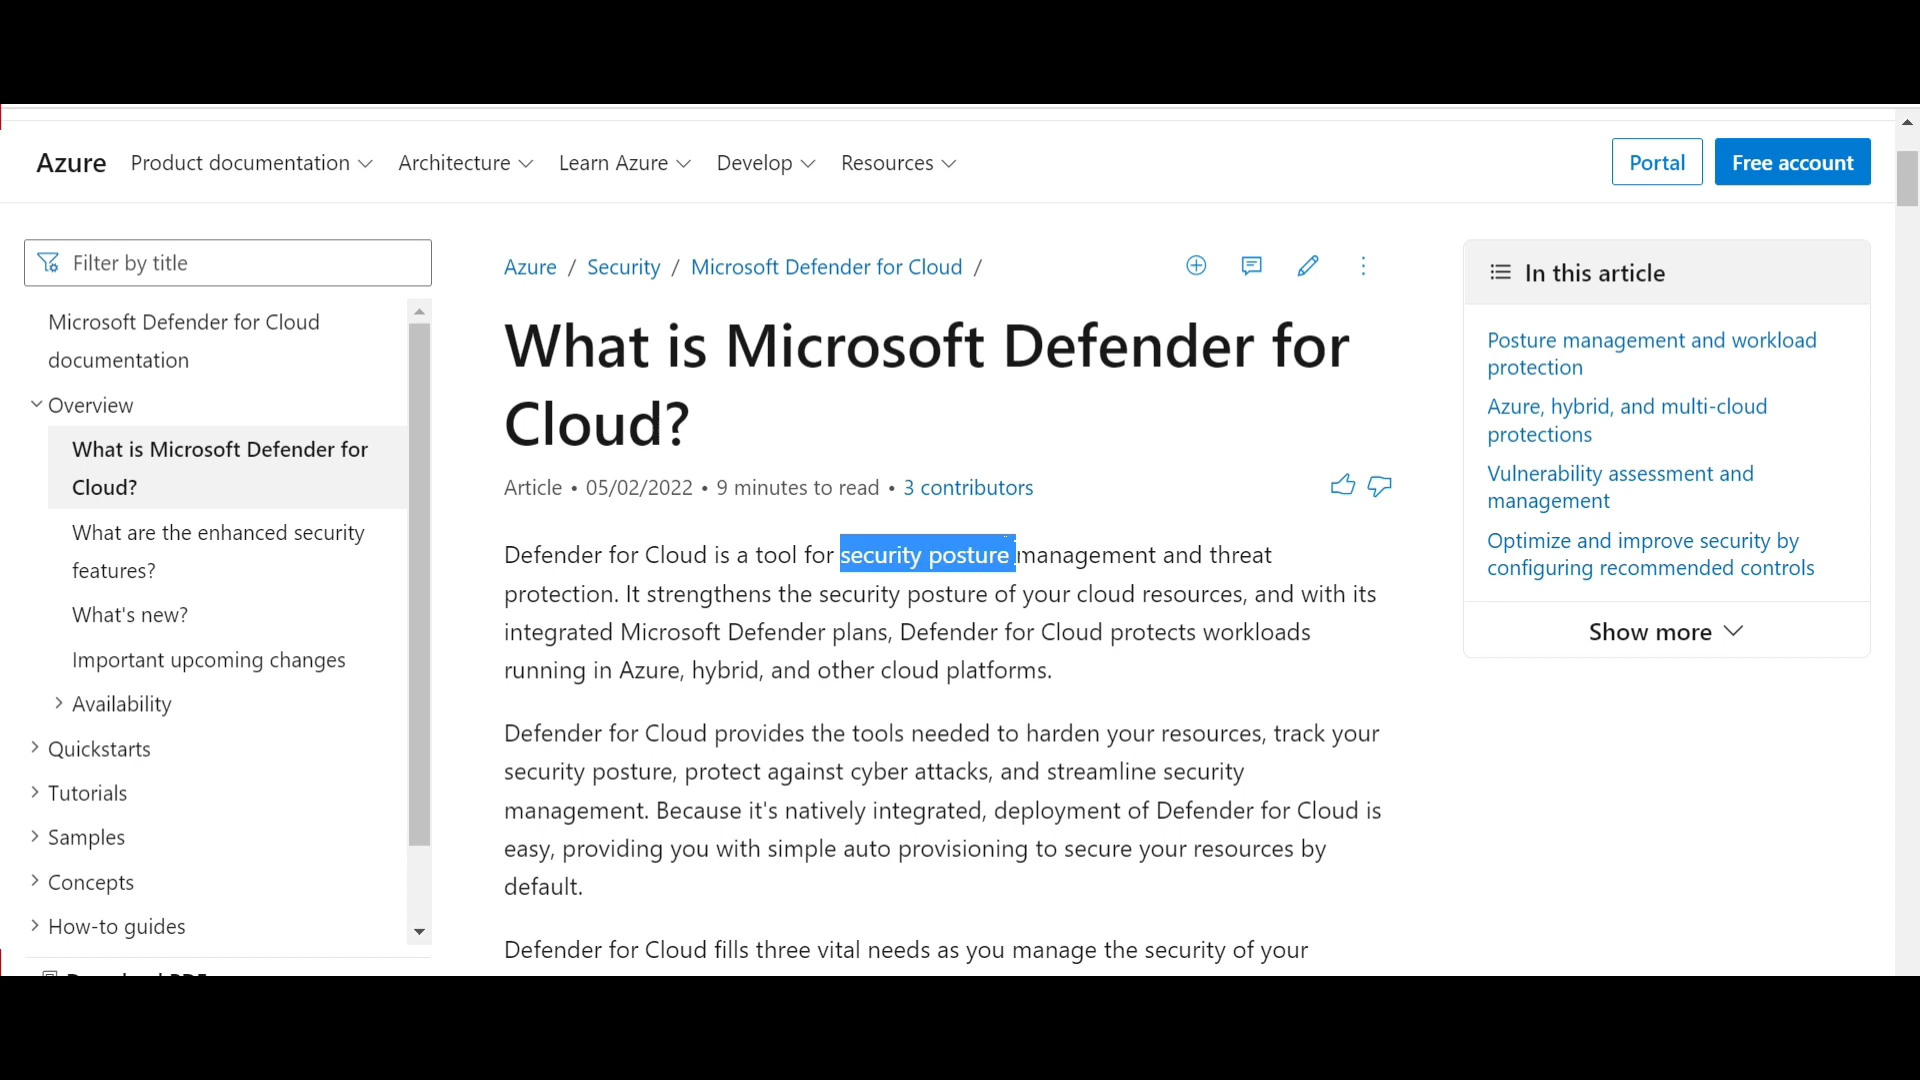 Azure Product documentation Architecture Learn Azure Develop Resources Portal Free account
Filter by title
Microsoft Defender for Cloud
documentation
Overview
What is Microsoft Defender for
Cloud?
What are the enhanced security
features?
What's new?
Important upcoming changes
Availability
Quickstarts
Tutorials
Samples
Concepts
How-to guides
Azure / Security / Microsoft Defender for Cloud /
What is Microsoft Defender for
Cloud?
Article • 05/02/2022 • 9 minutes to read • 3 contributors
Defender for Cloud is a tool for security posture management and threat
protection. It strengthens the security posture of your cloud resources, and with its
integrated Microsoft Defender plans, Defender for Cloud protects workloads
running in Azure, hybrid, and other cloud platforms.
Defender for Cloud provides the tools needed to harden your resources, track your
security posture, protect against cyber attacks, and streamline security
management. Because it's natively integrated, deployment of Defender for Cloud is
easy, providing you with simple auto provisioning to secure your resources by
default.
Defender for Cloud fills three vital needs as you manage the security of your
In this article
Posture management and workload
protection
Azure, hybrid, and multi-cloud
protections
Vulnerability assessment and
management
Optimize and improve security by
configuring recommended controls
Show more